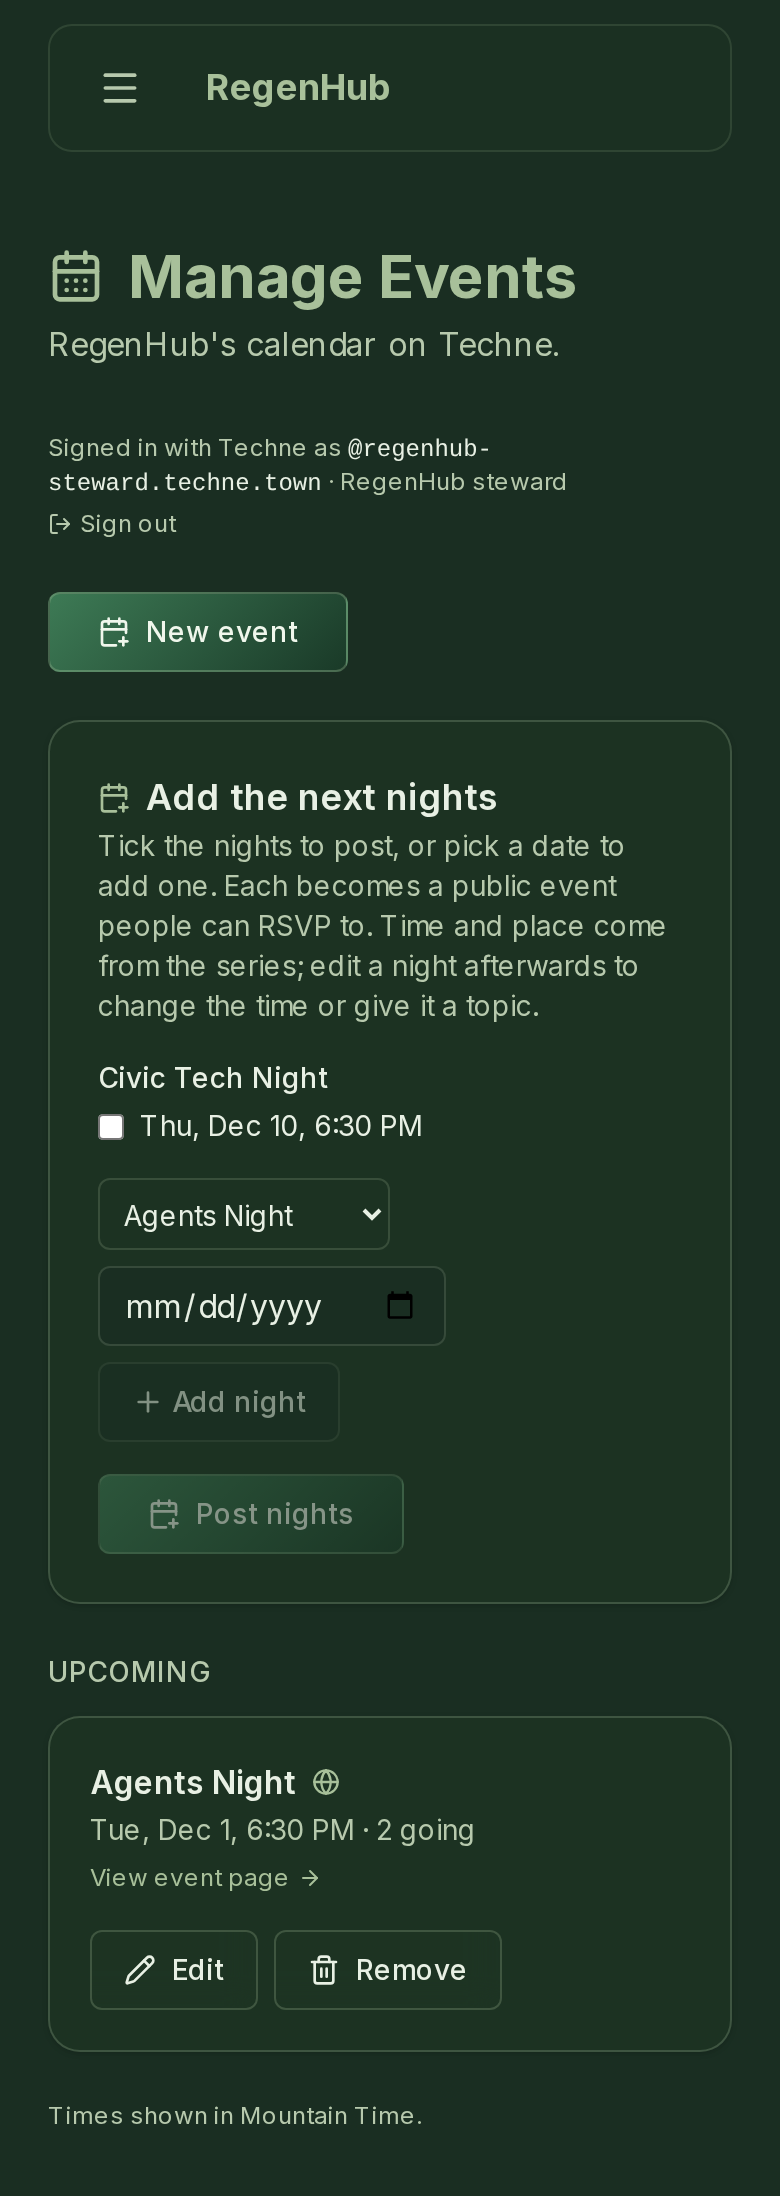 RegenHub
Manage Events
RegenHub's calendar on Techne.
Signed in with Techne as @regenhub-
steward.techne.town · RegenHub steward
Sign out
New event
Add the next nights
Tick the nights to post, or pick a date to
add one. Each becomes a public event
people can RSVP to. Time and place come
from the series; edit a night afterwards to
change the time or give it a topic.
Civic Tech Night
Thu, Dec 10, 6:30 PM
Agents Night
mm/dd/yyyy
Add night
Post nights
UPCOMING
Agents Night
Tue, Dec 1, 6:30 PM · 2 going
View event page →
Edit
Remove
Times shown in Mountain Time.